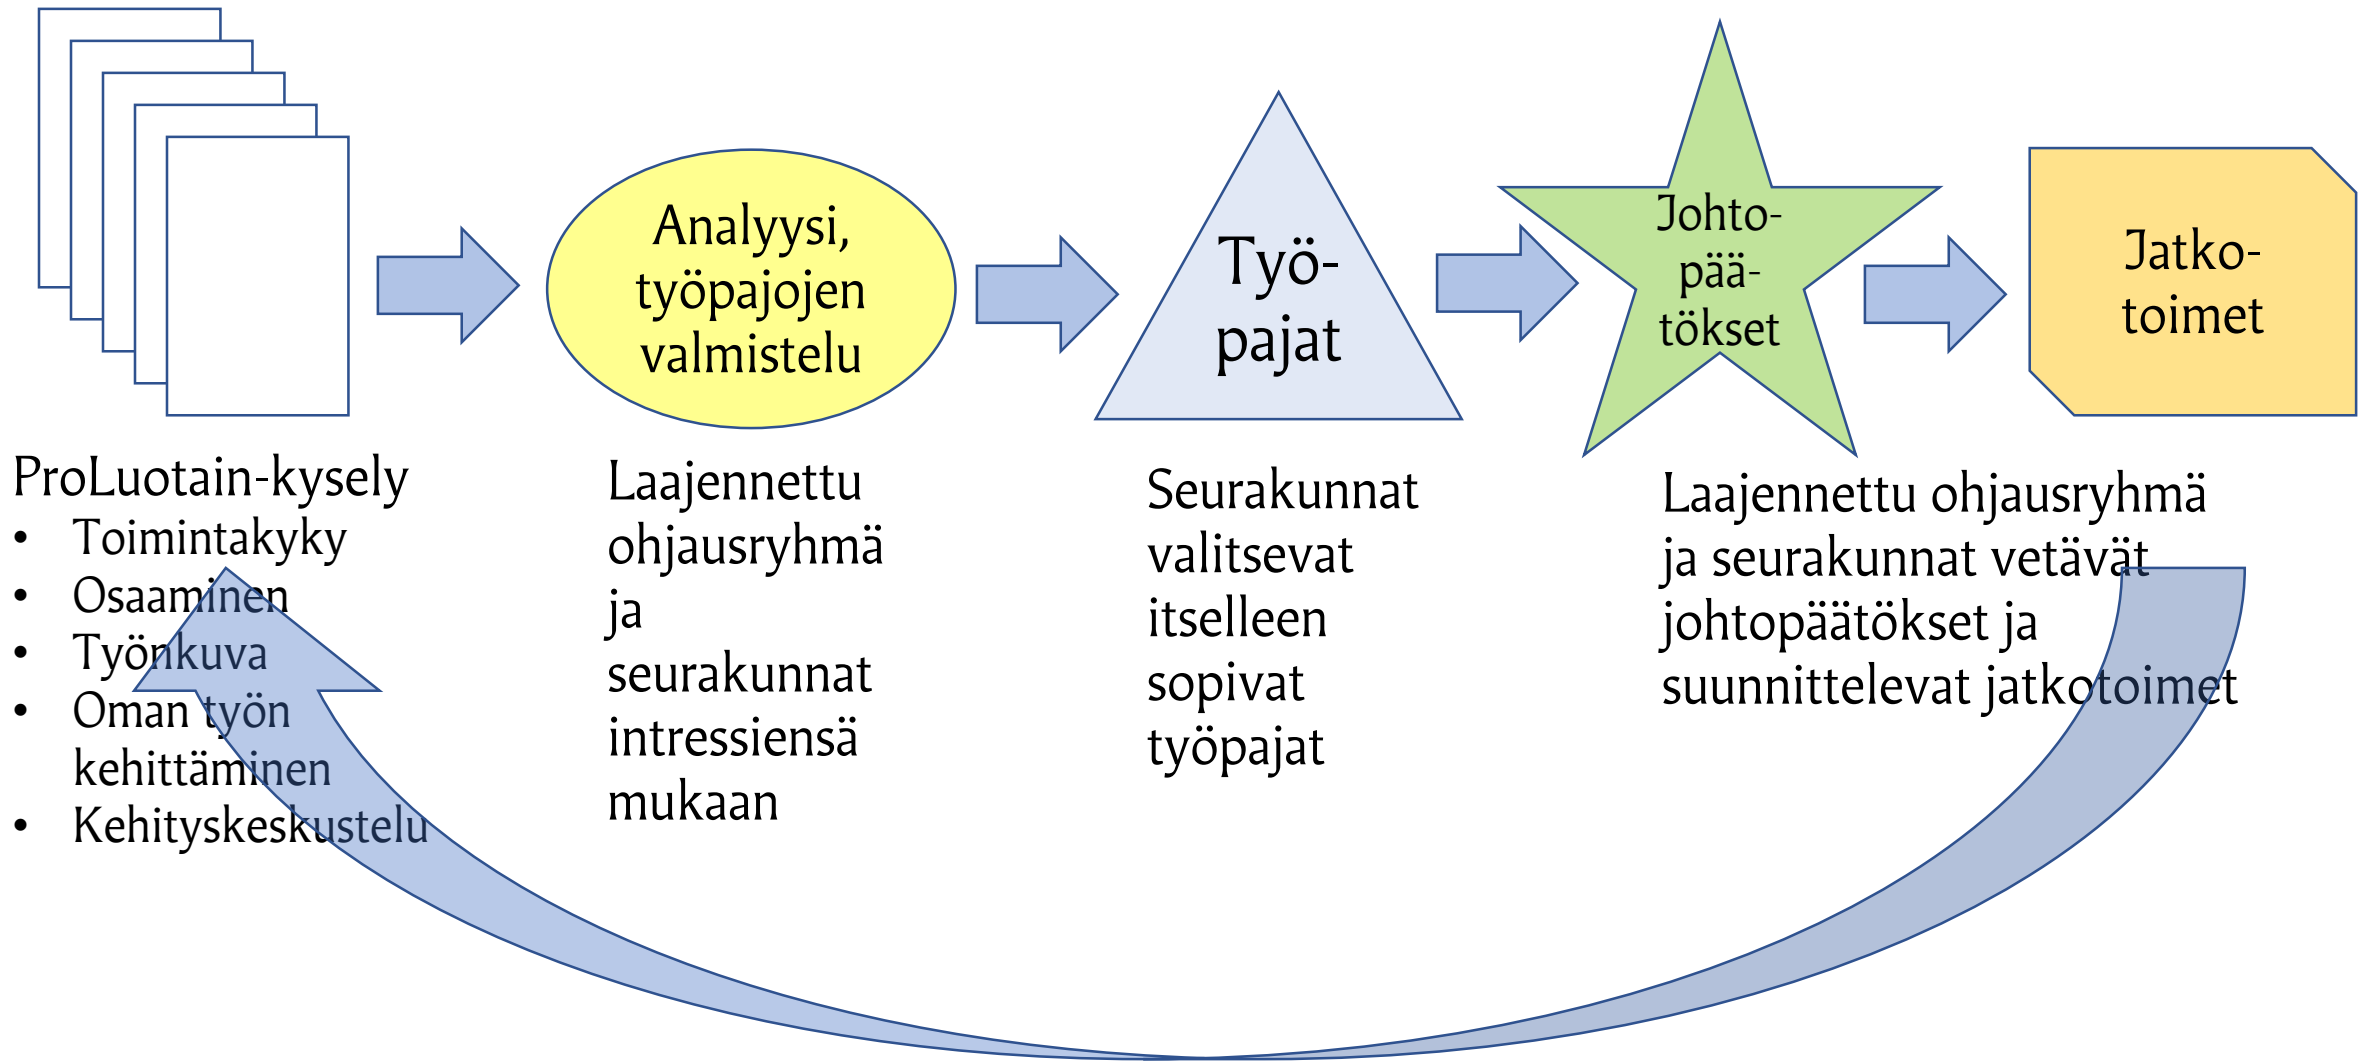 Analyysi,
työpajojen
valmistelu
Työ-
pajat
Johto-
pää-
tökset
Jatko-
toimet
ProLuotain-kysely
• Toimintakyky
• Osaaminen
• Työnkuva
• Oman työn
kehittäminen
• Kehityskeskustelu
Laajennettu
ohjausryhmä
ja
seurakunnat
intressiensä
mukaan
Seurakunnat
valitsevat
itselleen
sopivat
työpajat
Laajennettu ohjausryhmä
ja seurakunnat vetävät
johtopäätökset ja
suunnittelevat jatkotoimet